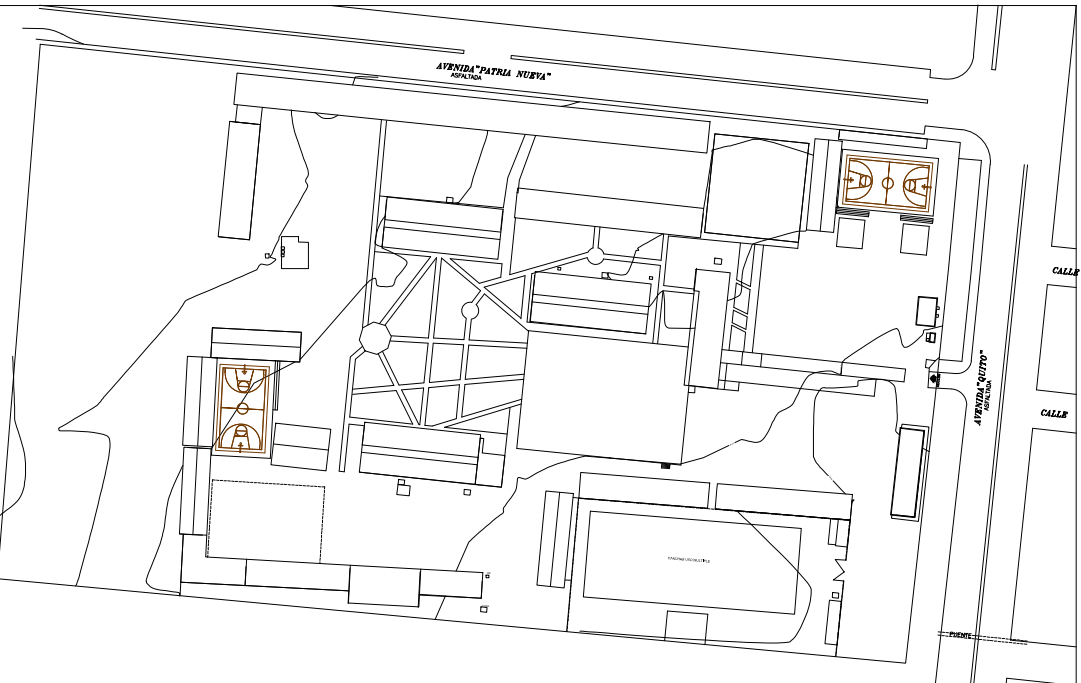 AVENIDA"PATRIA NUEVA"
ASFALTADA
CALLE
AVENIDA"QUITO"
ASFALTADA
CALLE
PUENTE